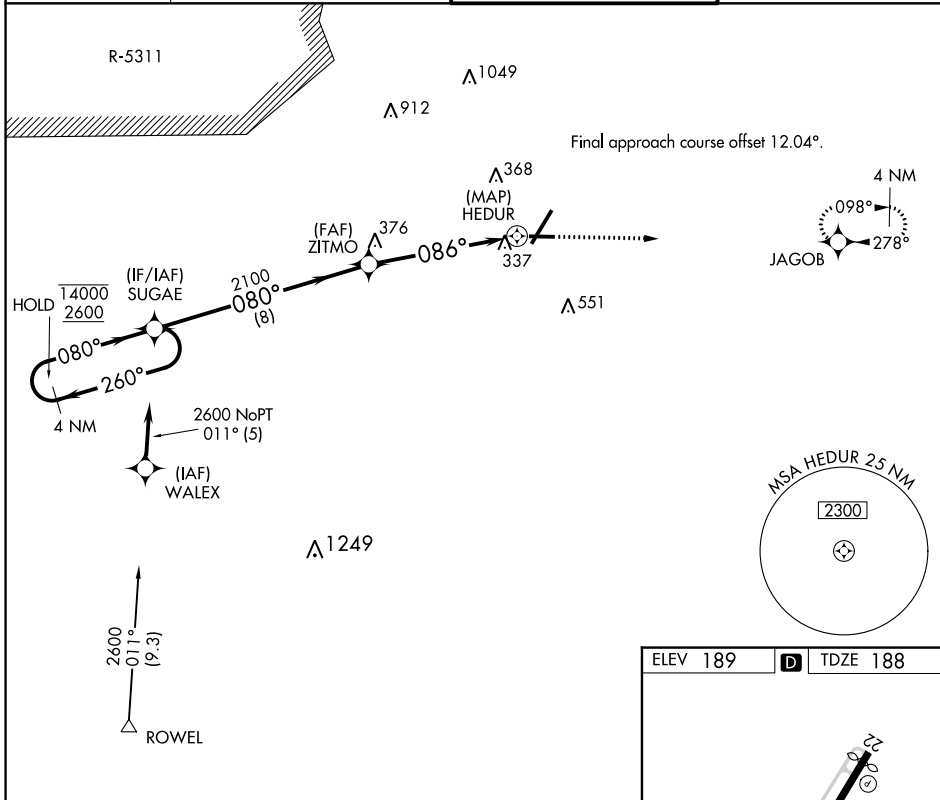 R-5311
1049
912
Final approach course offset 12.04°.
368
4 NM
(MAP)
HEDUR
098°
(FAF)
ZITMO
376
086°
278°
JAGOB
337
(IF/IAF)
SUGAE
2100
080°
(8)
HOLD
14000
2600
551
080°
260°
4 NM
2600 NoPT
011° (5)
(IAF)
WALEX
MSA HEDUR 25 NM
2300
1249
2600
011°
(9.3)
ROWEL
ELEV 189
D
TDZE 188
22
P